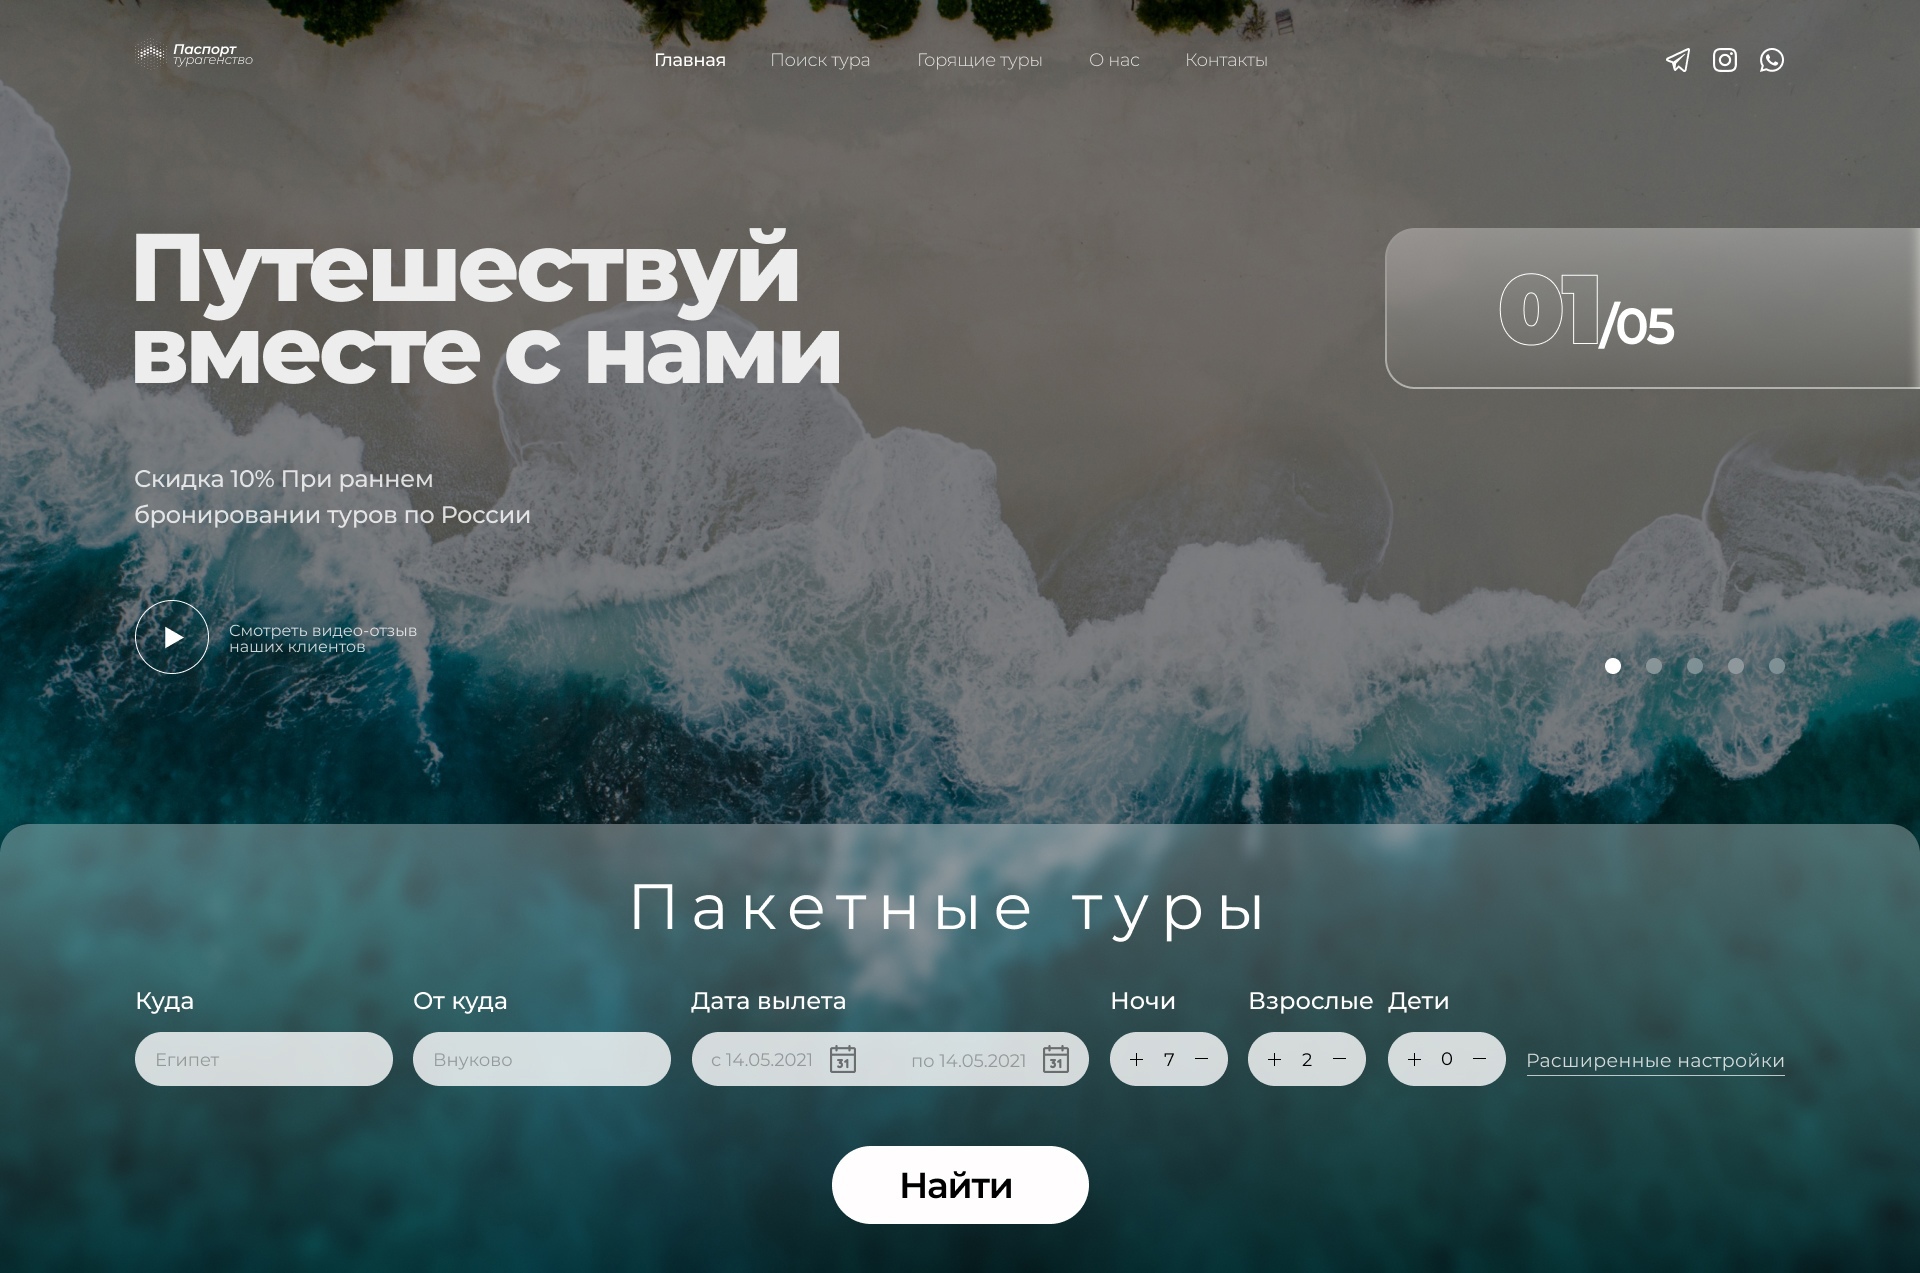 Паспорт
турагенство
Главная
Поиск тура
Горящие туры
О нас
Контакты
Путешествуй
вместе с нами
01/05
Скидка 10% При раннем
бронировании туров по России
Смотреть видео-отзыв
наших клиентов
Пакетные туры
Куда
От куда
Дата вылета
Ночи
Взрослые
Дети
Египет
Внуково
с 14.05.2021
31
по 14.05.2021
31
+ 7 −
+ 2 −
+ 0 −
Расширенные настройки
Найти